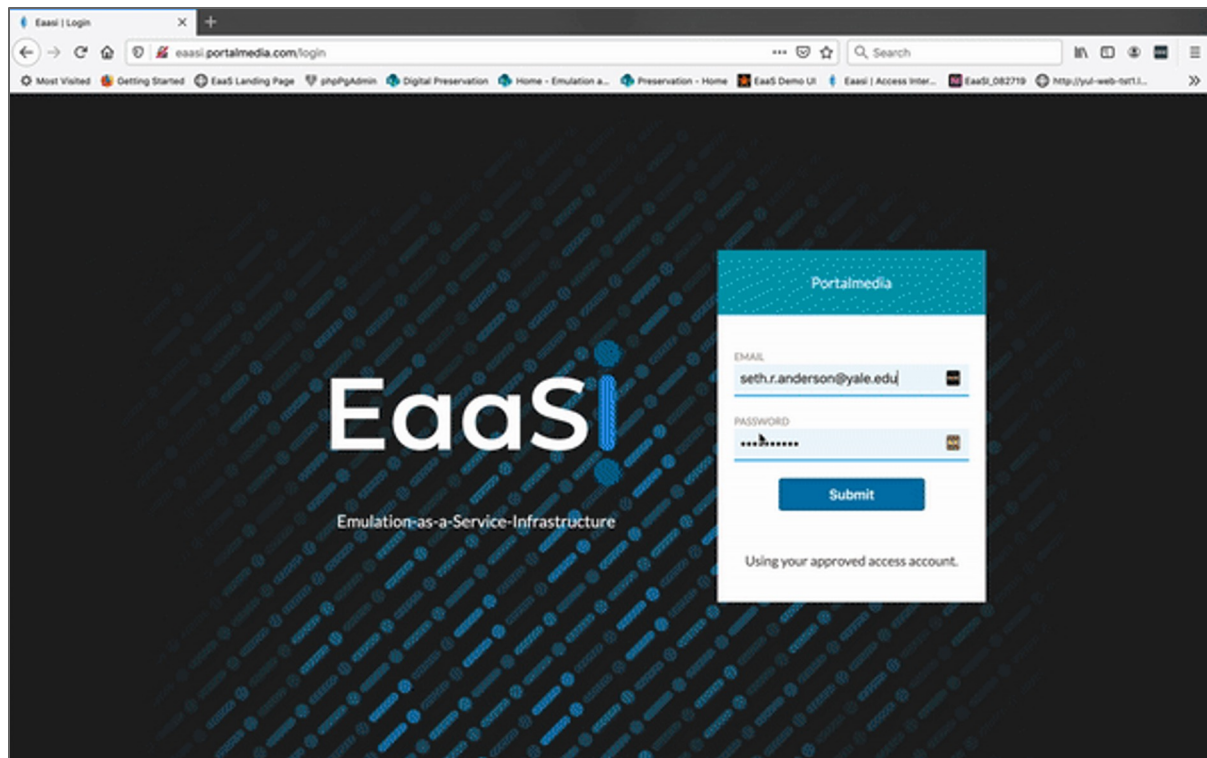 Eaasi | Login
eaasi.portalmedia.com/login
Search
Most Visited Getting Started EaaS Landing Page phpPgAdmin Digital Preservation Home - Emulation a... Preservation - Home EaaS Demo UI Eaasi | Access Inter... EaaSI_082719 http://yul-web-tst1.l...
Portalmedia
EMAIL
seth.r.anderson@yale.edu
PASSWORD
EaaSi
Submit
Emulation-as-a-Service-Infrastructure
Using your approved access account.